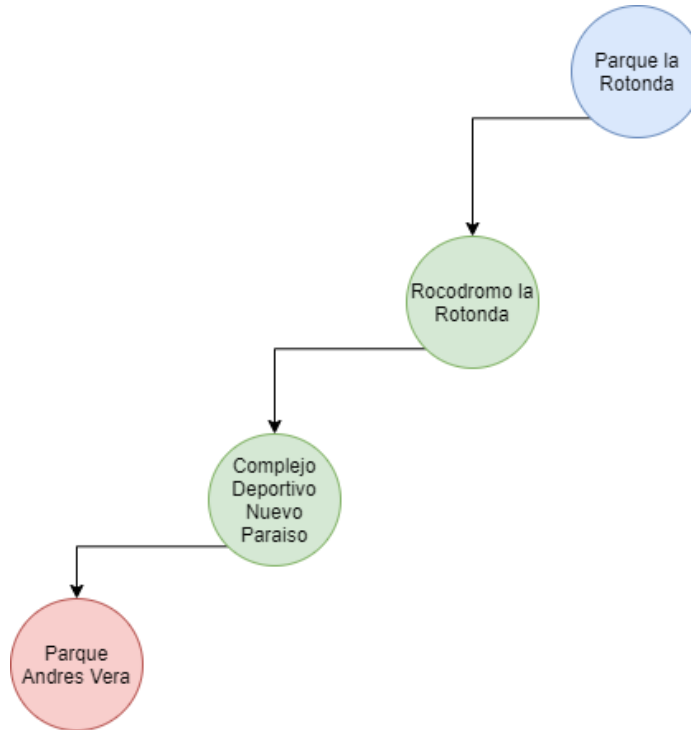 Parque la
Rotonda
Rocodromo la
Rotonda
Complejo
Deportivo
Nuevo
Paraiso
Parque
Andres Vera